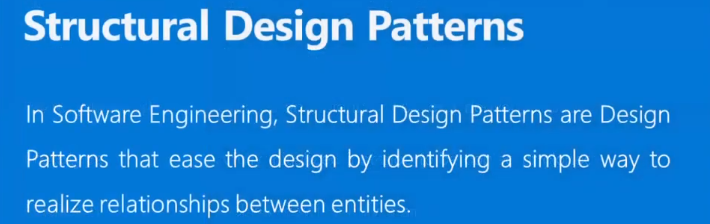 Structural Design Patterns
In Software Engineering, Structural Design Patterns are Design
Patterns that ease the design by identifying a simple way to
realize relationships between entities.